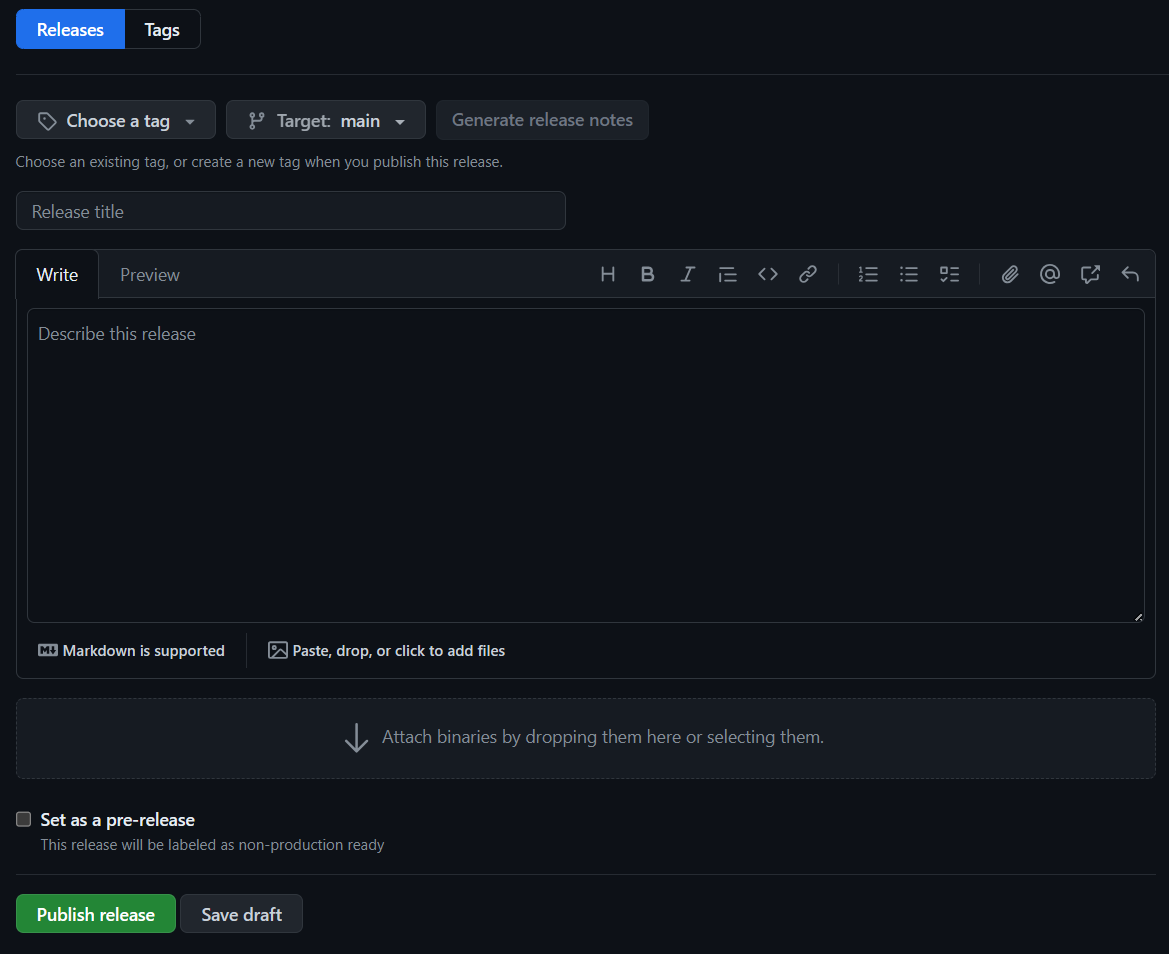 Releases Tags
Choose a tag Target: main Generate release notes
Choose an existing tag, or create a new tag when you publish this release.
Release title
Write Preview
Describe this release
Markdown is supported Paste, drop, or click to add files
Attach binaries by dropping them here or selecting them.
Set as a pre-release
This release will be labeled as non-production ready
Publish release Save draft